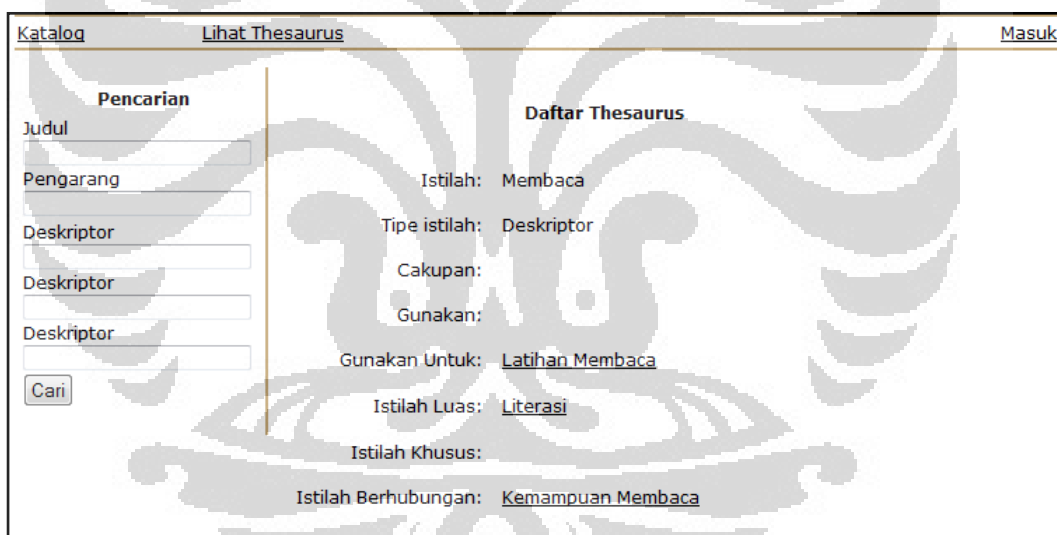 Katalog Lihat Thesaurus Masuk
Pencarian
Judul
Pengarang
Deskriptor
Deskriptor
Deskriptor
Cari
Daftar Thesaurus
Istilah: Membaca
Tipe istilah: Deskriptor
Cakupan:
Gunakan:
Gunakan Untuk: Latihan Membaca
Istilah Luas: Literasi
Istilah Khusus:
Istilah Berhubungan: Kemampuan Membaca